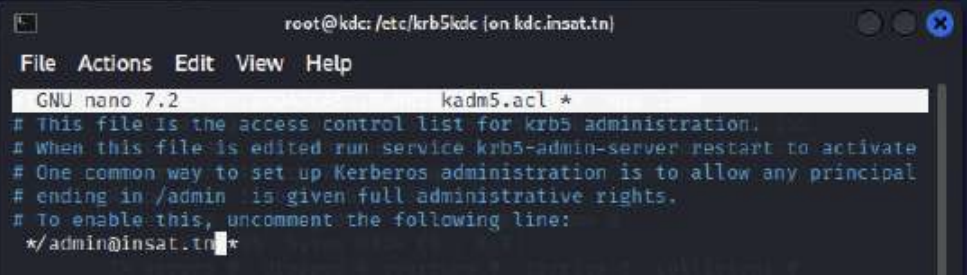 root@kdc: /etc/krb5kdc (on kdc.insat.tn)
File Actions Edit View Help
GNU nano 7.2 kadm5.acl *
# This file Is the access control list for krb5 administration.
# When this file is edited run service krb5-admin-server restart to activate
# One common way to set up Kerberos administration is to allow any principal
# ending in /admin  is given full administrative rights.
# To enable this, uncomment the following line:
*/admin@insat.tn *